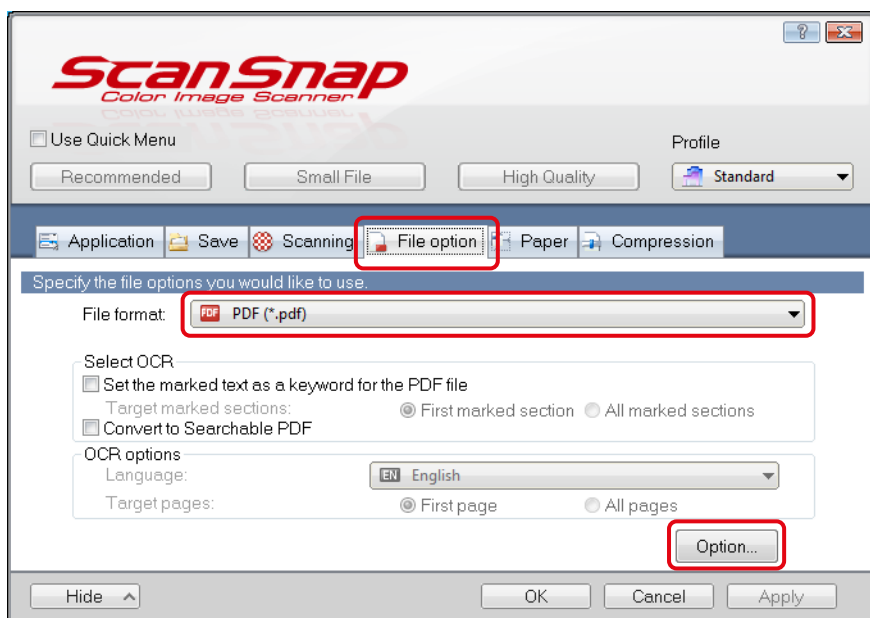 ScanSnap
Color Image Scanner
Use Quick Menu
Profile
Recommended Small File High Quality Standard
Application Save Scanning File option Paper Compression
Specify the file options you would like to use.
File format: PDF PDF (*.pdf)
Select OCR
Set the marked text as a keyword for the PDF file
Target marked sections: First marked section All marked sections
Convert to Searchable PDF
OCR options
Language: EN English
Target pages: First page All pages
Option...
Hide OK Cancel Apply